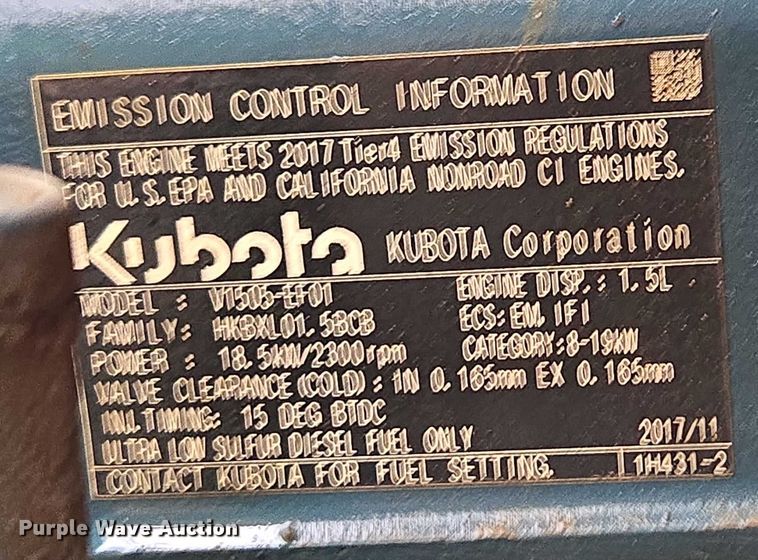 EMISSION CONTROL INFORMATION
THIS ENGINE MEETS 2017 Tier4 EMISSION REGULATIONS
FOR U.S.EPA AND CALIFORNIA NONROAD CI ENGINES.
Kubota KUBOTA Corporation
MODEL : V1505-EF01 ENGINE DISP.: 1.5L
FAMILY: HKBXL01.5BCB ECS:EM,IFI
POWER : 18.5kW/2300rpm CATEGORY:8-19kW
VALVE CLEARANCE(COLD): IN 0.165mm EX 0.165mm
INJ.TIMING: 15 DEG BTDC
ULTRA LOW SULFUR DIESEL FUEL ONLY 2017/11
CONTACT KUBOTA FOR FUEL SETTING. 1H431-2
Purple Wave Auction